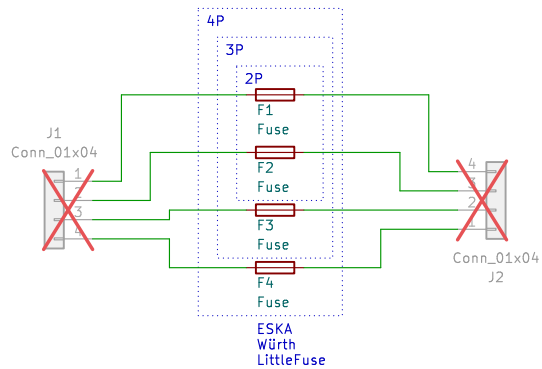 4P
3P
2P
F1
Fuse
J1
Conn_01x04
1
2
3
4
F2
Fuse
4
3
2
1
F3
Fuse
Conn_01x04
J2
F4
Fuse
ESKA
Würth
LittleFuse